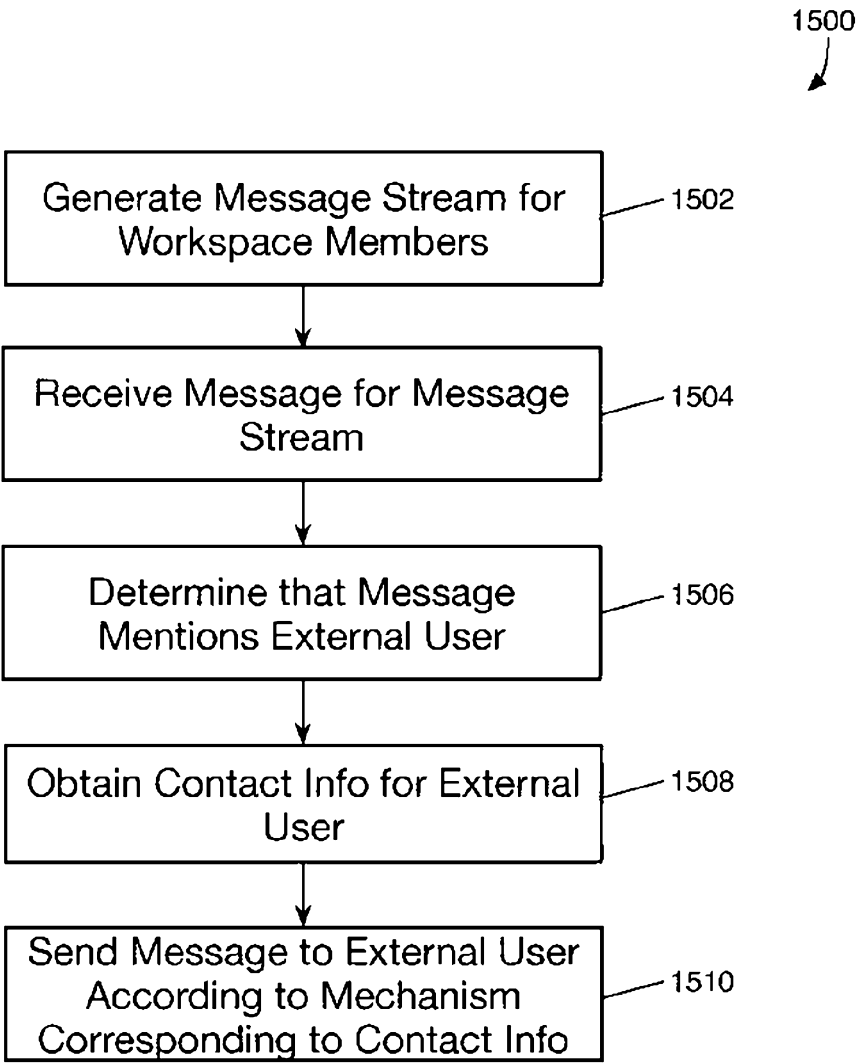 1500
Generate Message Stream for
Workspace Members
1502
Receive Message for Message
Stream
1504
Determine that Message
Mentions External User
1506
Obtain Contact Info for External
User
1508
Send Message to External User
According to Mechanism
Corresponding to Contact Info
1510